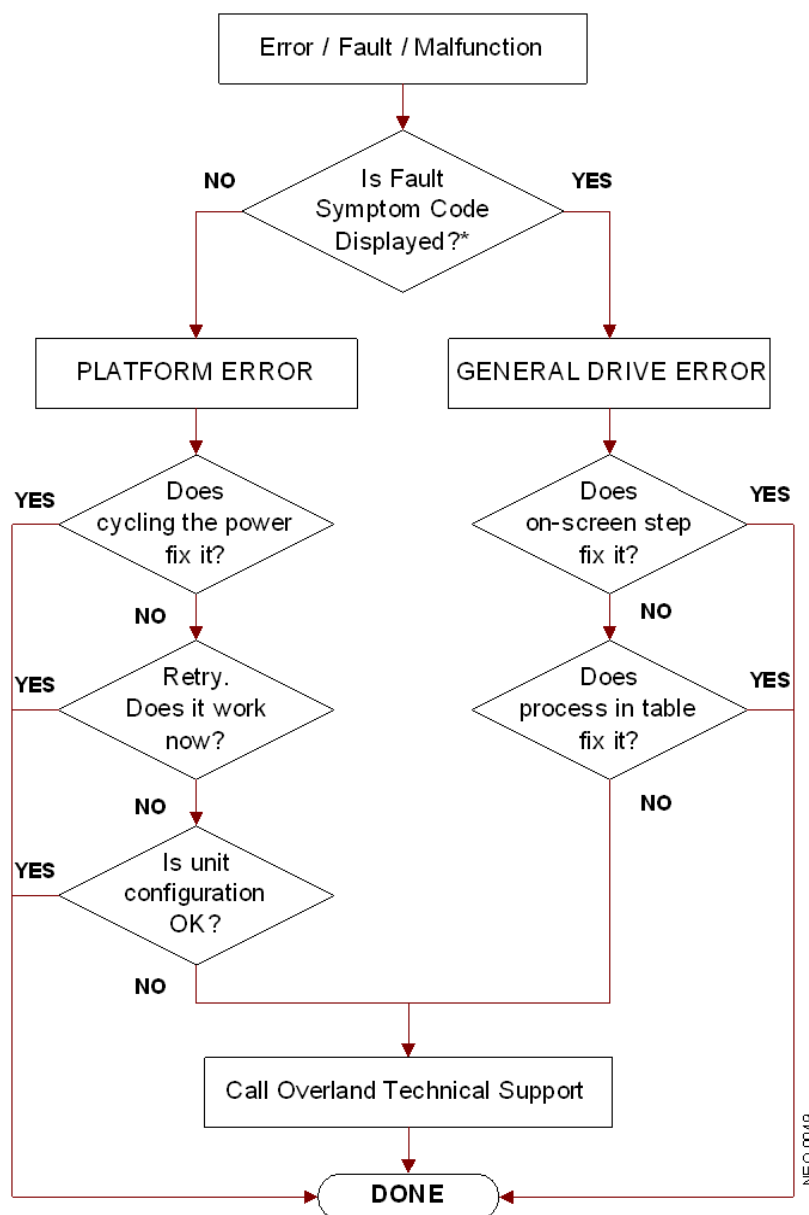 Error / Fault / Malfunction
NO
Is Fault
Symptom Code
Displayed?*
YES
PLATFORM ERROR
GENERAL DRIVE ERROR
YES
Does
cycling the power
fix it?
NO
Does
on-screen step
fix it?
YES
NO
YES
Retry.
Does it work
now?
NO
Does
process in table
fix it?
YES
NO
YES
Is unit
configuration
OK?
NO
Call Overland Technical Support
DONE